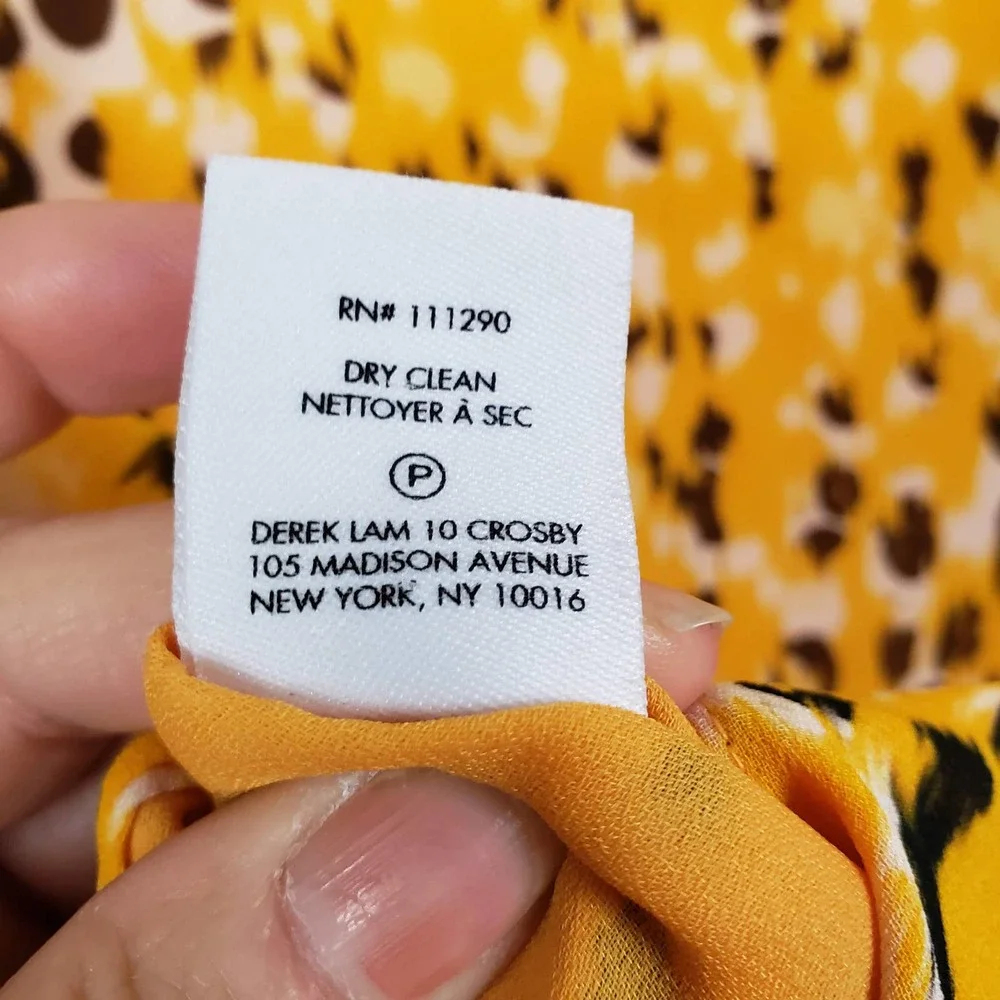 RN# 111290
DRY CLEAN
NETTOYER À SEC
P
DEREK LAM 10 CROSBY
105 MADISON AVENUE
NEW YORK, NY 10016